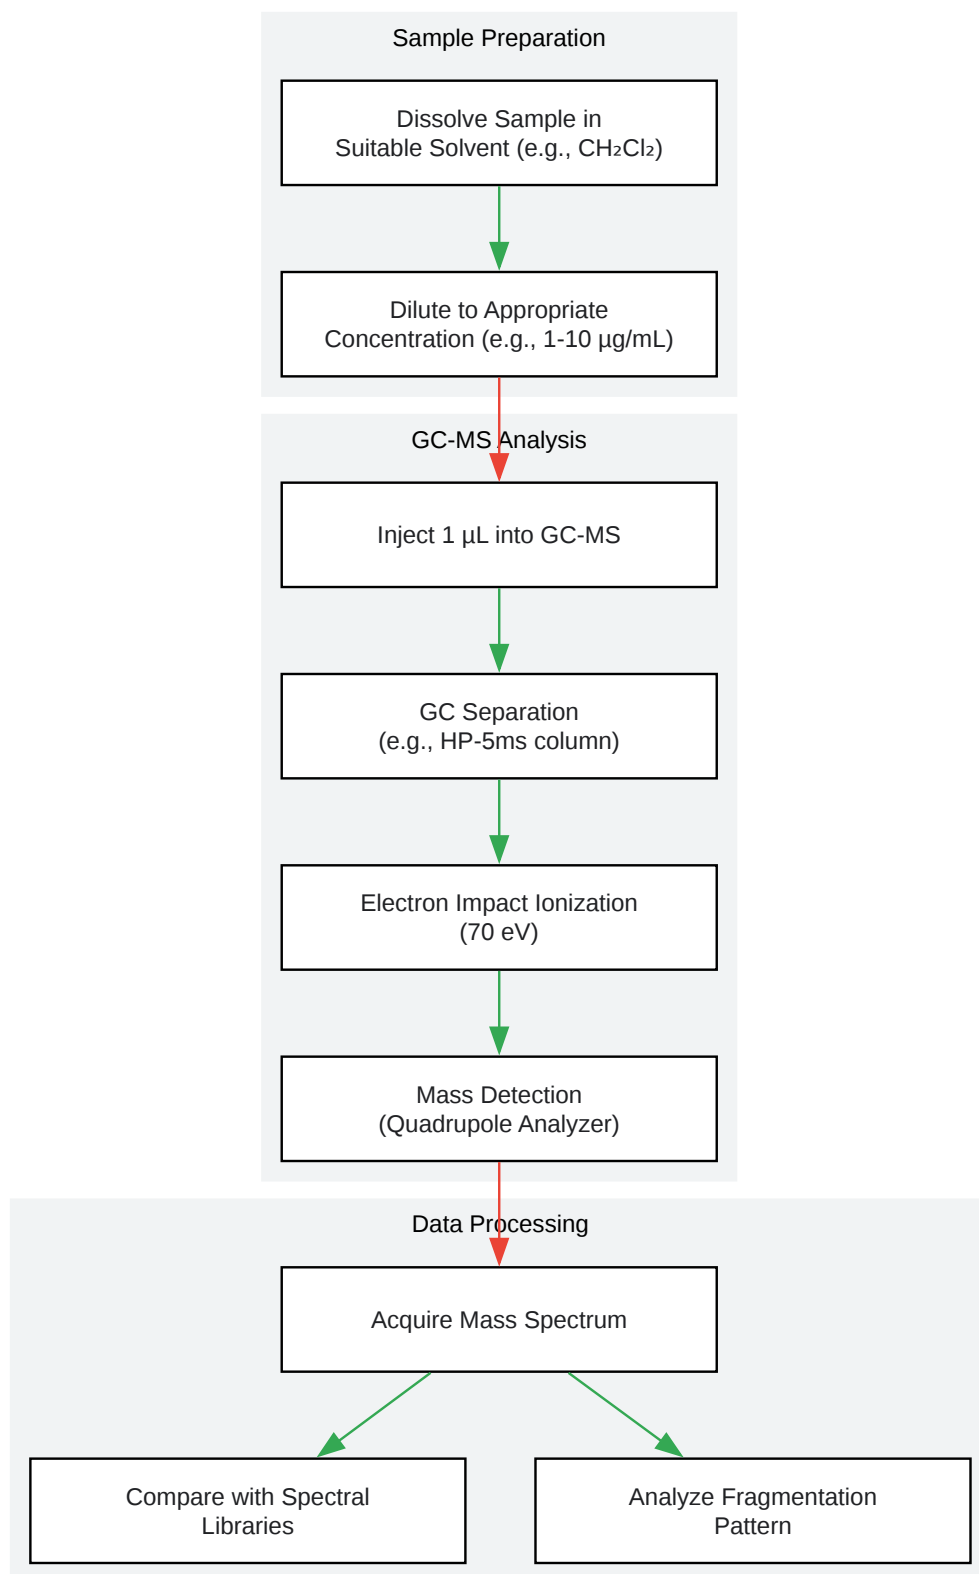 Sample Preparation
Dissolve Sample in
Suitable Solvent (e.g., CH₂Cl₂)
Dilute to Appropriate
Concentration (e.g., 1-10 µg/mL)
GC-MS Analysis
Inject 1 µL into GC-MS
GC Separation
(e.g., HP-5ms column)
Electron Impact Ionization
(70 eV)
Mass Detection
(Quadrupole Analyzer)
Data Processing
Acquire Mass Spectrum
Compare with Spectral
Libraries
Analyze Fragmentation
Pattern